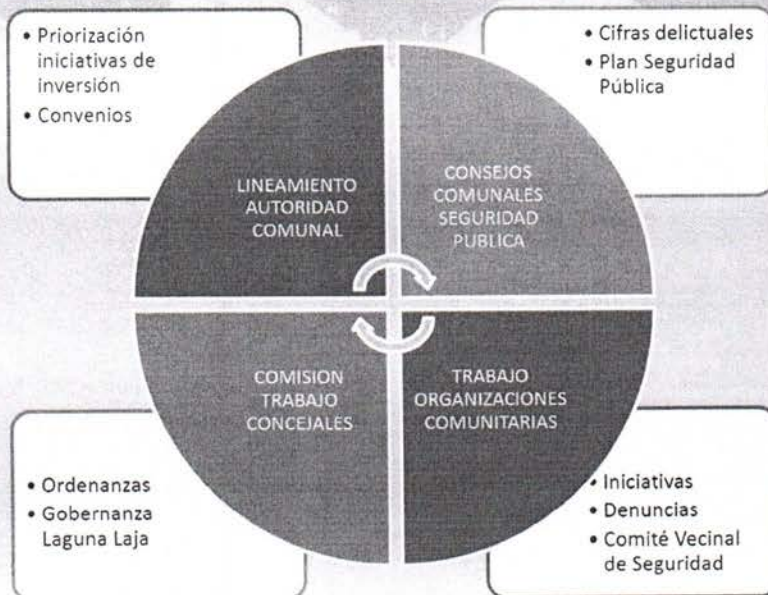 • Priorización
iniciativas de
inversión
• Convenios
• Cifras delictuales
• Plan Seguridad
Pública
LINEAMIENTO
AUTORIDAD
COMUNAL
CONSEJOS
COMUNALES
SEGURIDAD
PUBLICA
COMISION
TRABAJO
CONCEJALES
TRABAJO
ORGANIZACIONES
COMUNITARIAS
• Ordenanzas
• Gobernanza
Laguna Laja
• Iniciativas
• Denuncias
• Comité Vecinal
de Seguridad